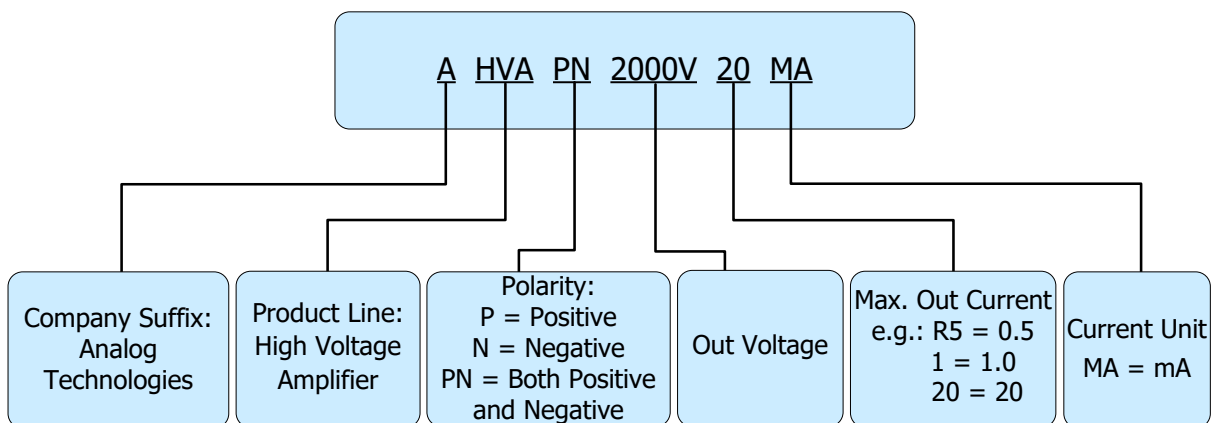 A HVA PN 2000V 20 MA
Company Suffix:
Analog
Technologies
Product Line:
High Voltage
Amplifier
Polarity:
P = Positive
N = Negative
PN = Both Positive
and Negative
Out Voltage
Max. Out Current
e.g.: R5 = 0.5
1 = 1.0
20 = 20
Current Unit
MA = mA